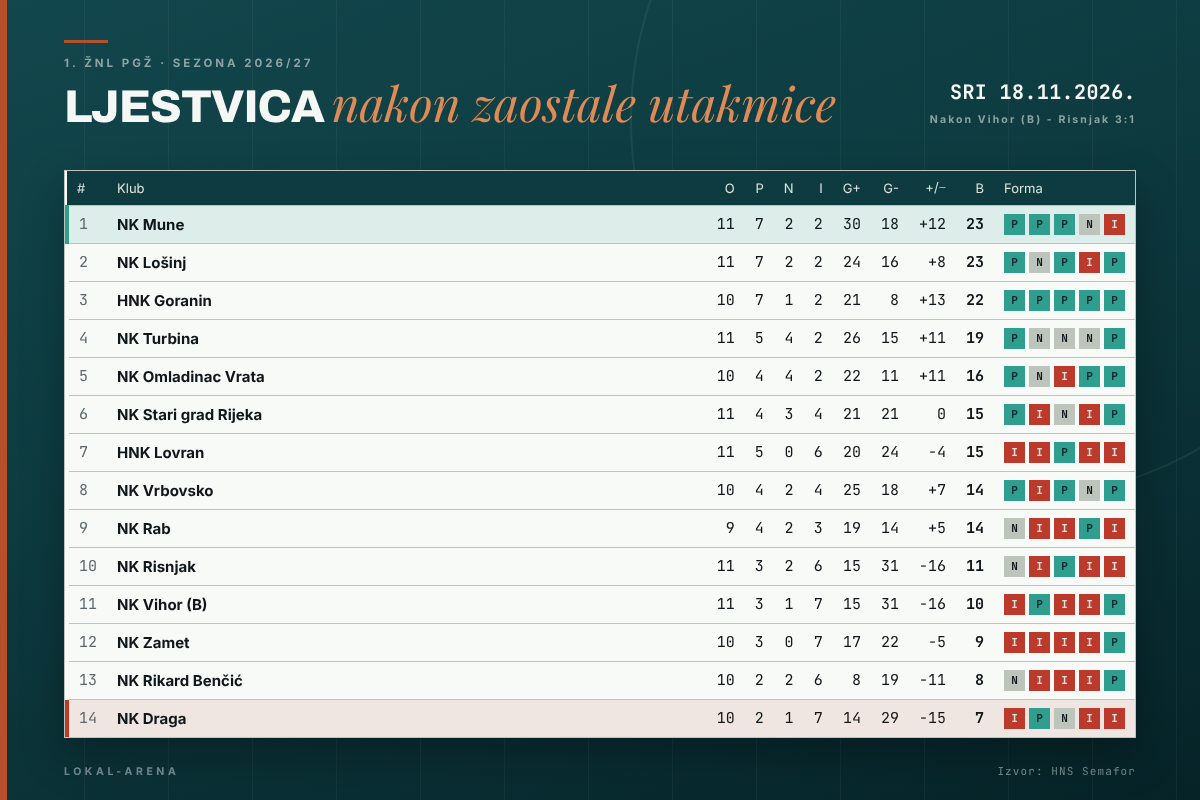 1. ŽNL PGŽ · SEZONA 2026/27
LJESTVICA nakon zaostale utakmice
SRI 18.11.2026.
Nakon Vihor (B) - Risnjak 3:1
# Klub O P N I G+ G- +/− B Forma
1 NK Mune 11 7 2 2 30 18 +12 23 P P P N I
2 NK Lošinj 11 7 2 2 24 16 +8 23 P N P I P
3 HNK Goranin 10 7 1 2 21 8 +13 22 P P P P P
4 NK Turbina 11 5 4 2 26 15 +11 19 P N N N P
5 NK Omladinac Vrata 10 4 4 2 22 11 +11 16 P N I P P
6 NK Stari grad Rijeka 11 4 3 4 21 21 0 15 P I N I P
7 HNK Lovran 11 5 0 6 20 24 -4 15 I I P I I
8 NK Vrbovsko 10 4 2 4 25 18 +7 14 P I P N P
9 NK Rab 9 4 2 3 19 14 +5 14 N I I P I
10 NK Risnjak 11 3 2 6 15 31 -16 11 N I P I I
11 NK Vihor (B) 11 3 1 7 15 31 -16 10 I P I I P
12 NK Zamet 10 3 0 7 17 22 -5 9 I I I I P
13 NK Rikard Benčić 10 2 2 6 8 19 -11 8 N I I I P
14 NK Draga 10 2 1 7 14 29 -15 7 I P N I I
LOKAL-ARENA
Izvor: HNS Semafor